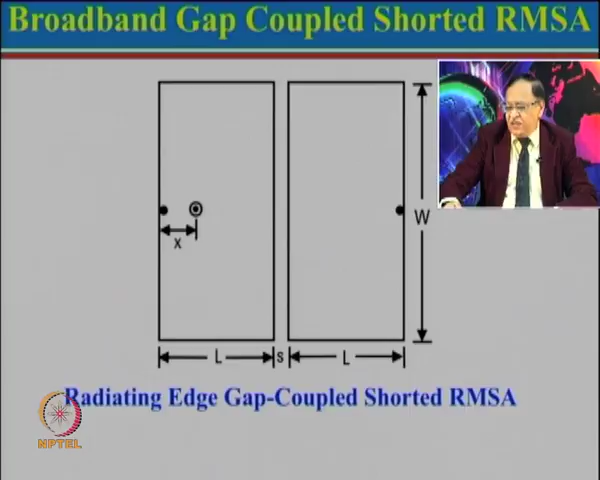 Broadband Gap Coupled Shorted RMSA
W
x
L
s
L
Radiating Edge Gap-Coupled Shorted RMSA
NPTEL